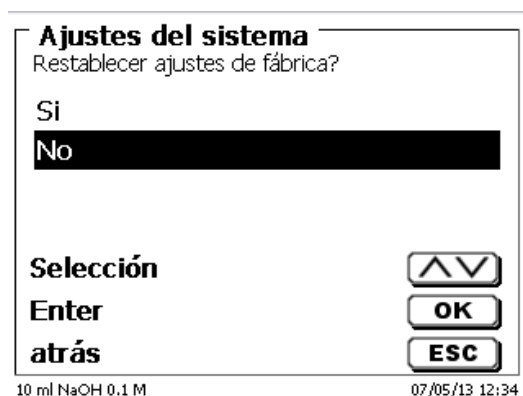 Ajustes del sistema
Restablecer ajustes de fábrica?
Si
No
Selección
Enter OK
atrás ESC
10 ml NaOH 0.1 M 07/05/13 12:34